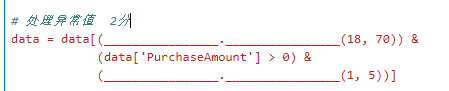 # 处理异常值  2分
data = data[(________________.________________(18, 70)) &
            (data['PurchaseAmount'] > 0) &
            (________________.________________(1, 5))]